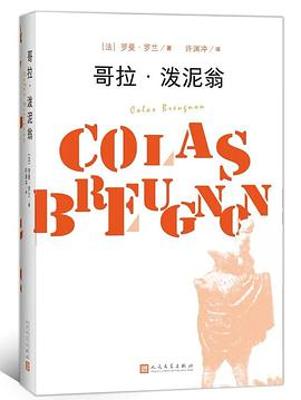 [法] 罗曼·罗兰 著 许渊冲 译
哥拉·泼泥翁
Colas Breugnon
COLAS
BREUGNON
哥拉·泼泥翁
人民文学出版社